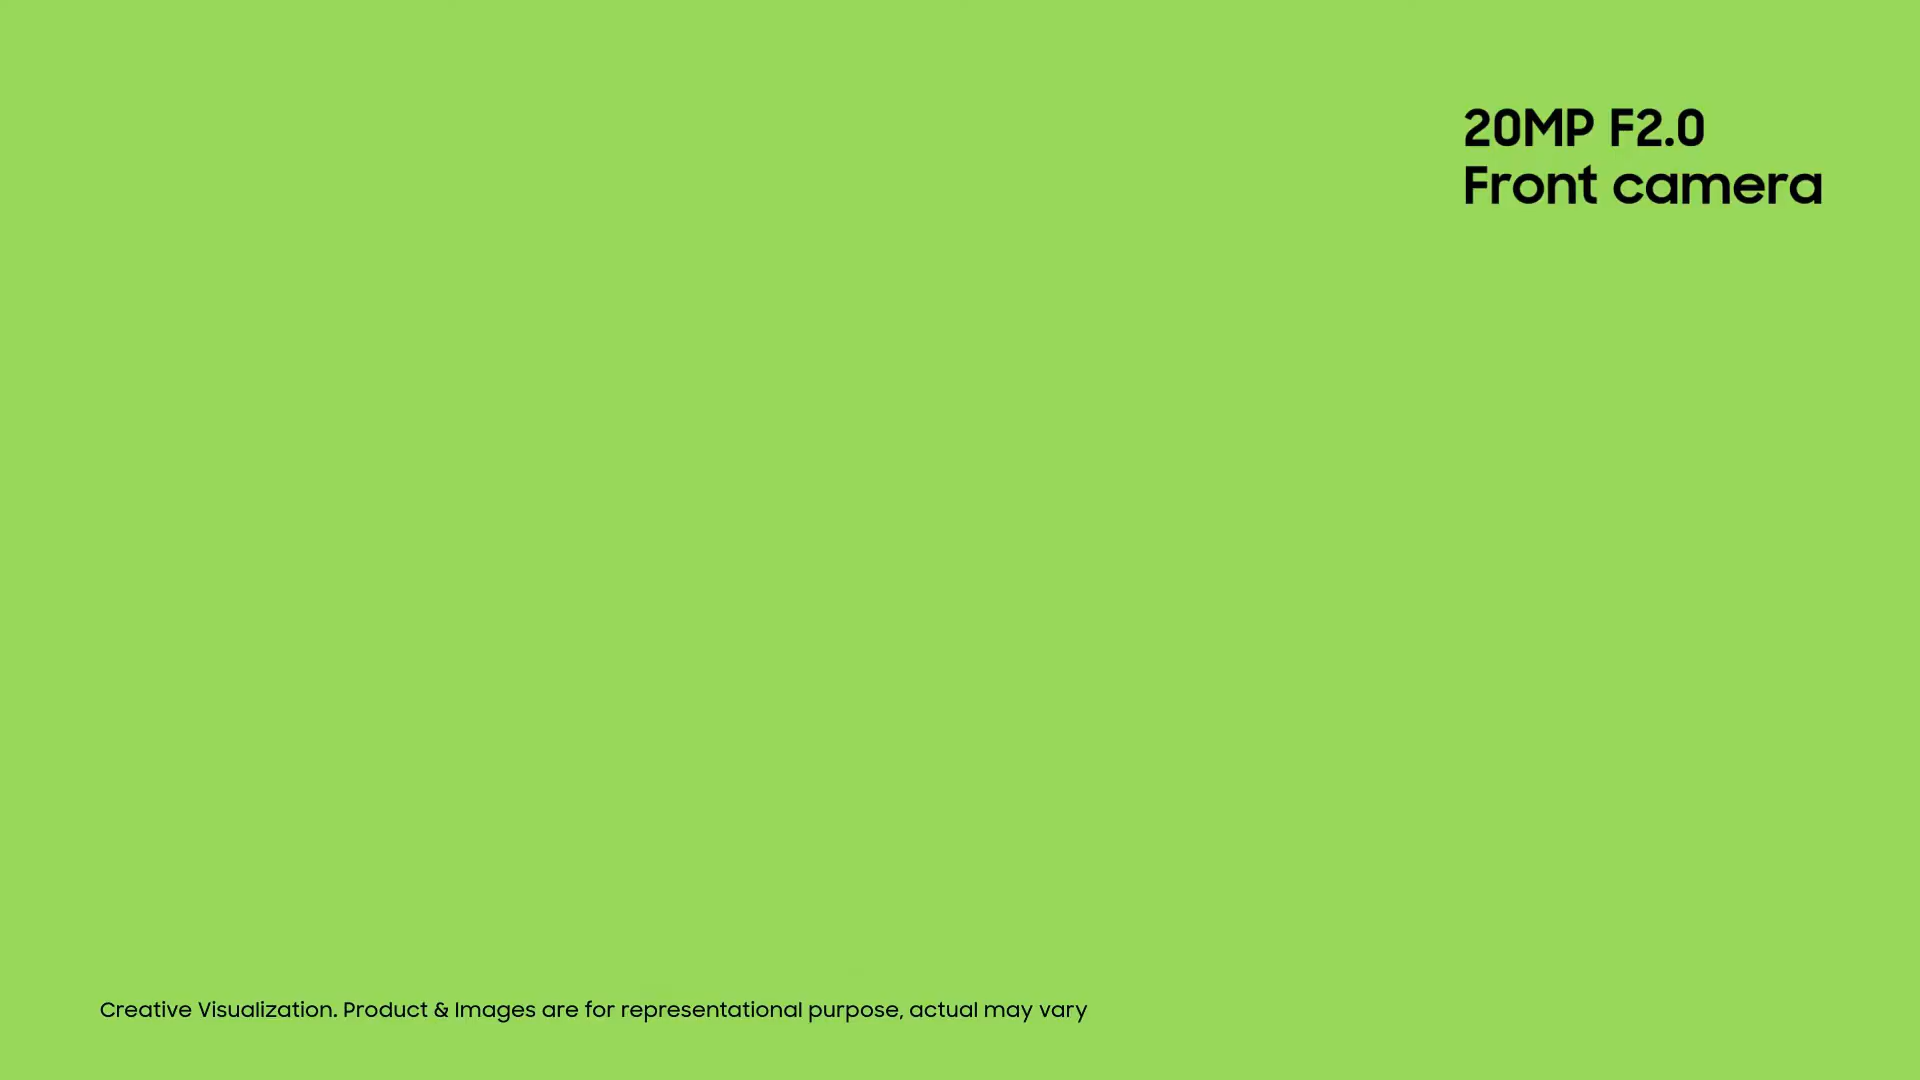 20MP F2.0
Front camera
Creative Visualization. Product & Images are for representational purpose, actual may vary